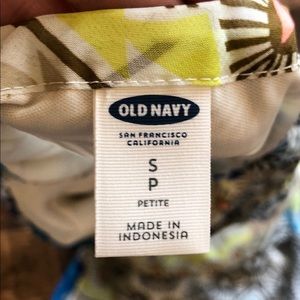 OLD NAVY
SAN FRANCISCO
CALIFORNIA
S
P
PETITE
MADE IN
INDONESIA